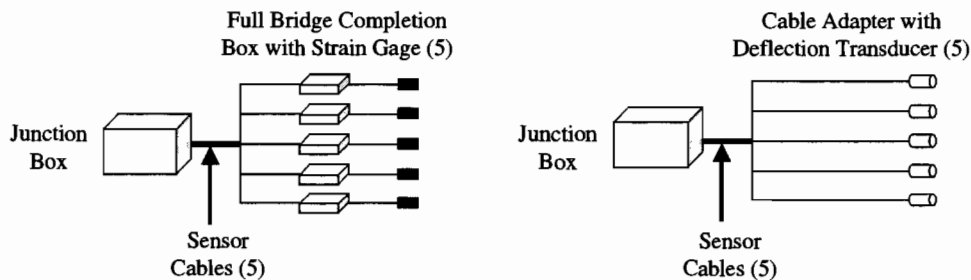 Full Bridge Completion
Box with Strain Gage (5)
Junction
Box
Sensor
Cables (5)
Cable Adapter with
Deflection Transducer (5)
Junction
Box
Sensor
Cables (5)